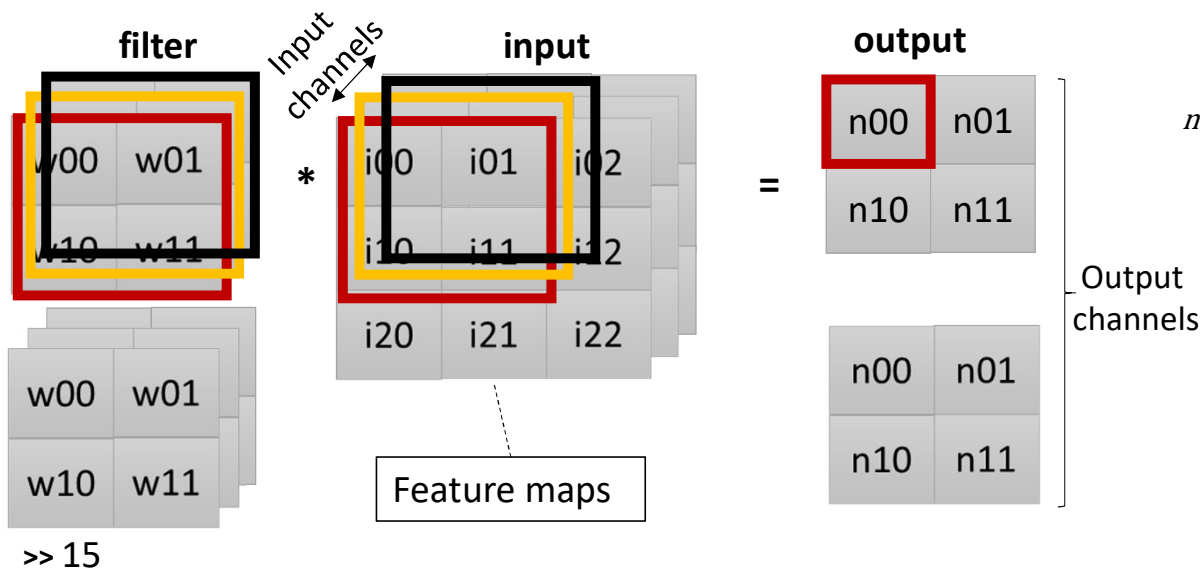 filter
Input
channels
input
output
w00 w01
w10 w11
*
i00 i01 i02
i10 i11 i12
i20 i21 i22
=
n00 n01
n10 n11
n
w00 w01
w10 w11
Feature maps
n00 n01
n10 n11
Output
channels
>> 15